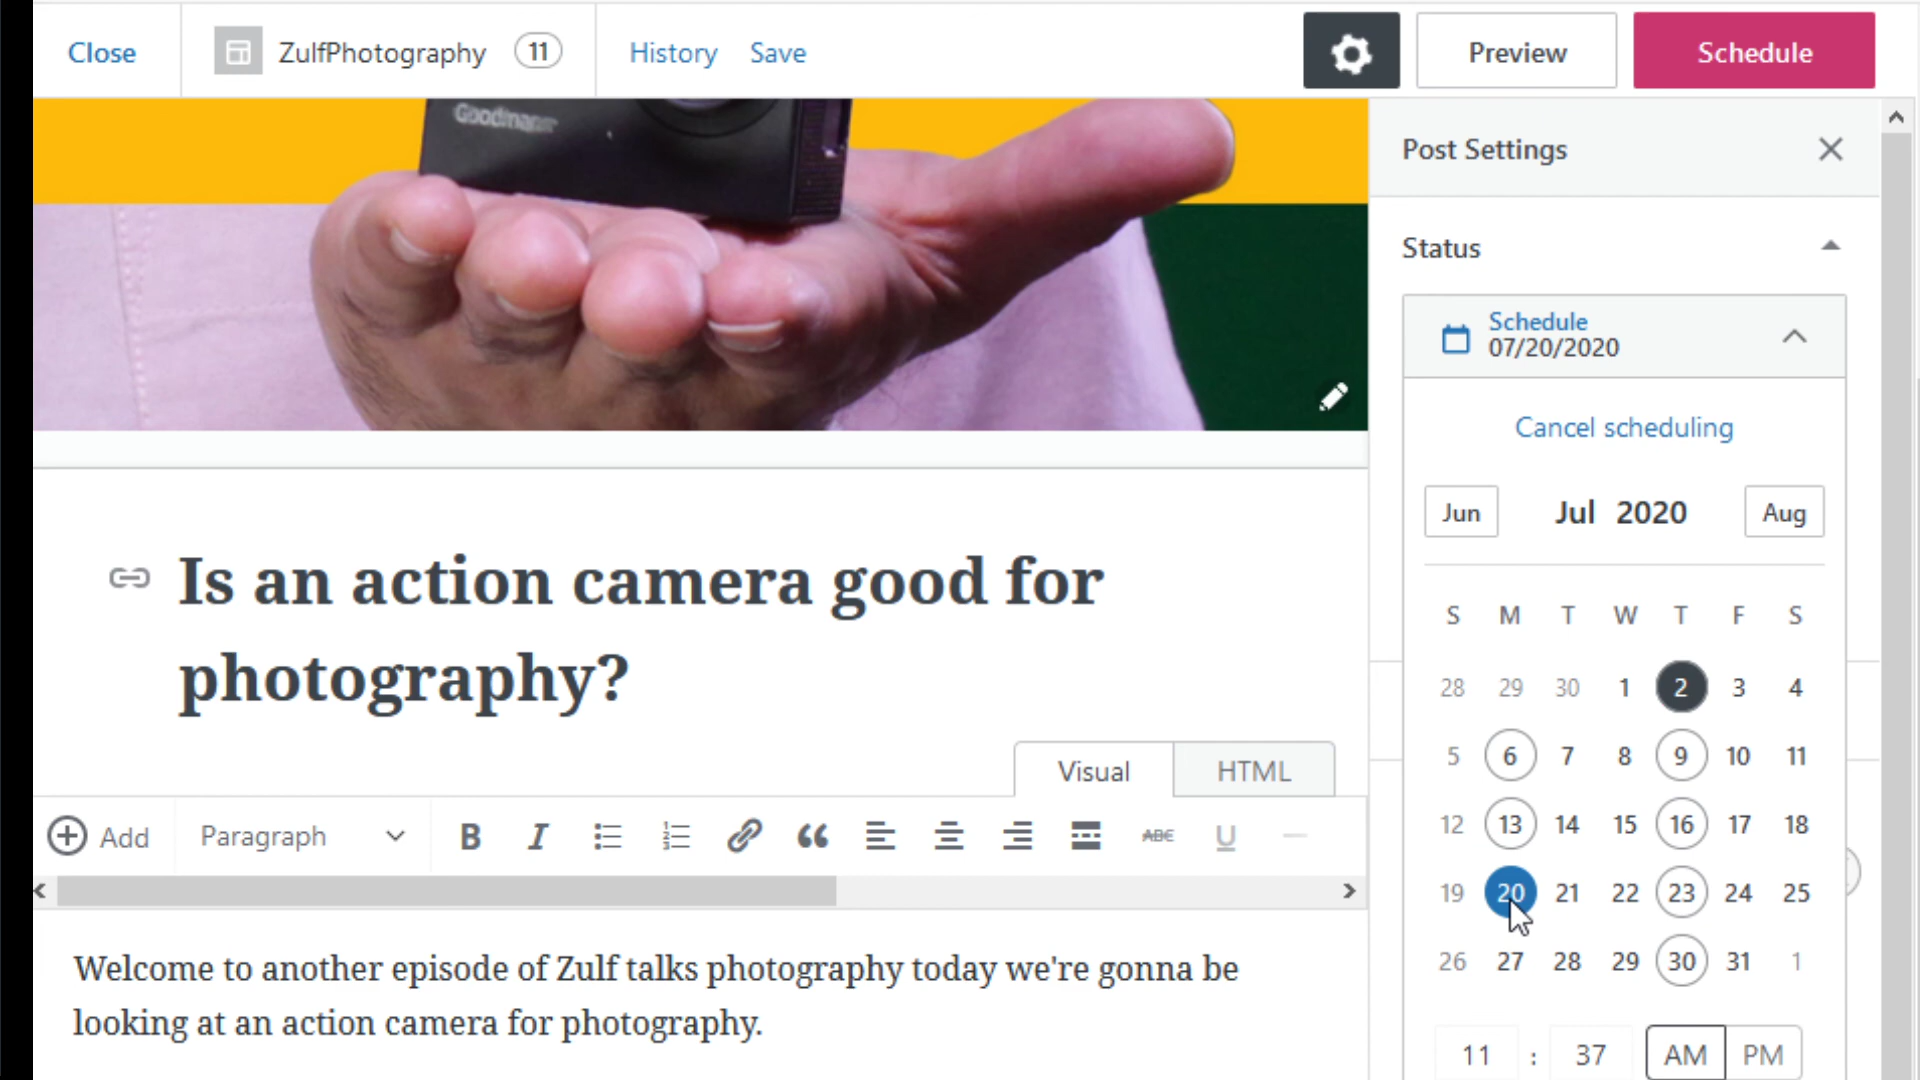 Close ZulfPhotography 11 History Save Preview Schedule
Post Settings
Status
Schedule
07/20/2020
Cancel scheduling
Jun Jul 2020 Aug
S M T W T F S
28 29 30 1 2 3 4
5 6 7 8 9 10 11
12 13 14 15 16 17 18
19 20 21 22 23 24 25
26 27 28 29 30 31 1
11 : 37 AM PM
Goodmans
Is an action camera good for
photography?
Visual HTML
Add Paragraph B I ABC U
Welcome to another episode of Zulf talks photography today we're gonna be
looking at an action camera for photography.